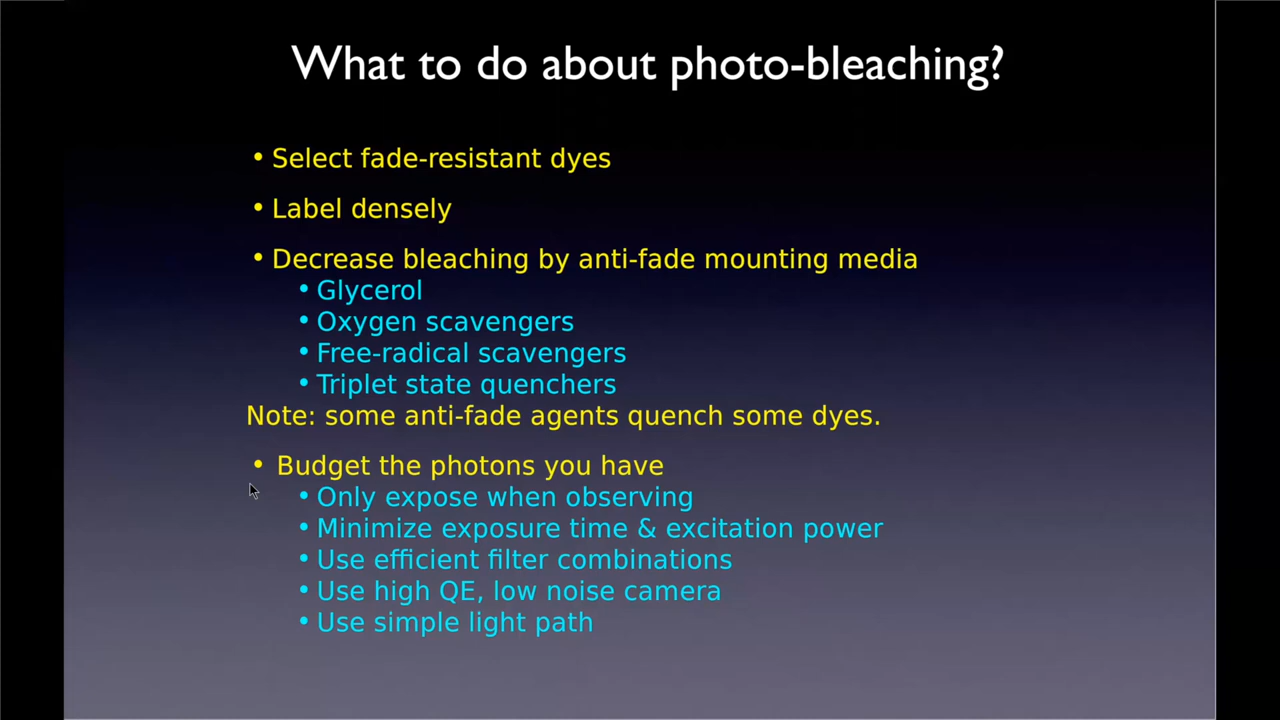 What to do about photo-bleaching?
• Select fade-resistant dyes
• Label densely
• Decrease bleaching by anti-fade mounting media
• Glycerol
• Oxygen scavengers
• Free-radical scavengers
• Triplet state quenchers
Note: some anti-fade agents quench some dyes.
• Budget the photons you have
• Only expose when observing
• Minimize exposure time & excitation power
• Use efficient filter combinations
• Use high QE, low noise camera
• Use simple light path